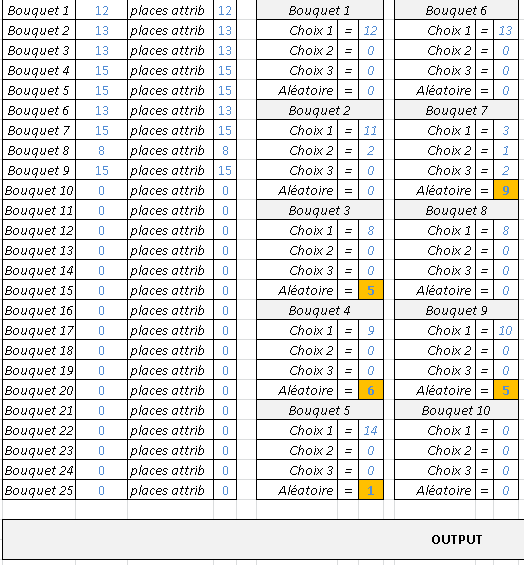 Bouquet 1 12 places attrib 12 Bouquet 1 Bouquet 6
Bouquet 2 13 places attrib 13 Choix 1 = 12 Choix 1 = 13
Bouquet 3 13 places attrib 13 Choix 2 = 0 Choix 2 = 0
Bouquet 4 15 places attrib 15 Choix 3 = 0 Choix 3 = 0
Bouquet 5 15 places attrib 15 Aléatoire = 0 Aléatoire = 0
Bouquet 6 13 places attrib 13 Bouquet 2 Bouquet 7
Bouquet 7 15 places attrib 15 Choix 1 = 11 Choix 1 = 3
Bouquet 8 8 places attrib 8 Choix 2 = 2 Choix 2 = 1
Bouquet 9 15 places attrib 15 Choix 3 = 0 Choix 3 = 2
Bouquet 10 0 places attrib 0 Aléatoire = 0 Aléatoire = 9
Bouquet 11 0 places attrib 0 Bouquet 3 Bouquet 8
Bouquet 12 0 places attrib 0 Choix 1 = 8 Choix 1 = 8
Bouquet 13 0 places attrib 0 Choix 2 = 0 Choix 2 = 0
Bouquet 14 0 places attrib 0 Choix 3 = 0 Choix 3 = 0
Bouquet 15 0 places attrib 0 Aléatoire = 5 Aléatoire = 0
Bouquet 16 0 places attrib 0 Bouquet 4 Bouquet 9
Bouquet 17 0 places attrib 0 Choix 1 = 9 Choix 1 = 10
Bouquet 18 0 places attrib 0 Choix 2 = 0 Choix 2 = 0
Bouquet 19 0 places attrib 0 Choix 3 = 0 Choix 3 = 0
Bouquet 20 0 places attrib 0 Aléatoire = 6 Aléatoire = 5
Bouquet 21 0 places attrib 0 Bouquet 5 Bouquet 10
Bouquet 22 0 places attrib 0 Choix 1 = 14 Choix 1 = 0
Bouquet 23 0 places attrib 0 Choix 2 = 0 Choix 2 = 0
Bouquet 24 0 places attrib 0 Choix 3 = 0 Choix 3 = 0
Bouquet 25 0 places attrib 0 Aléatoire = 1 Aléatoire = 0
OUTPUT